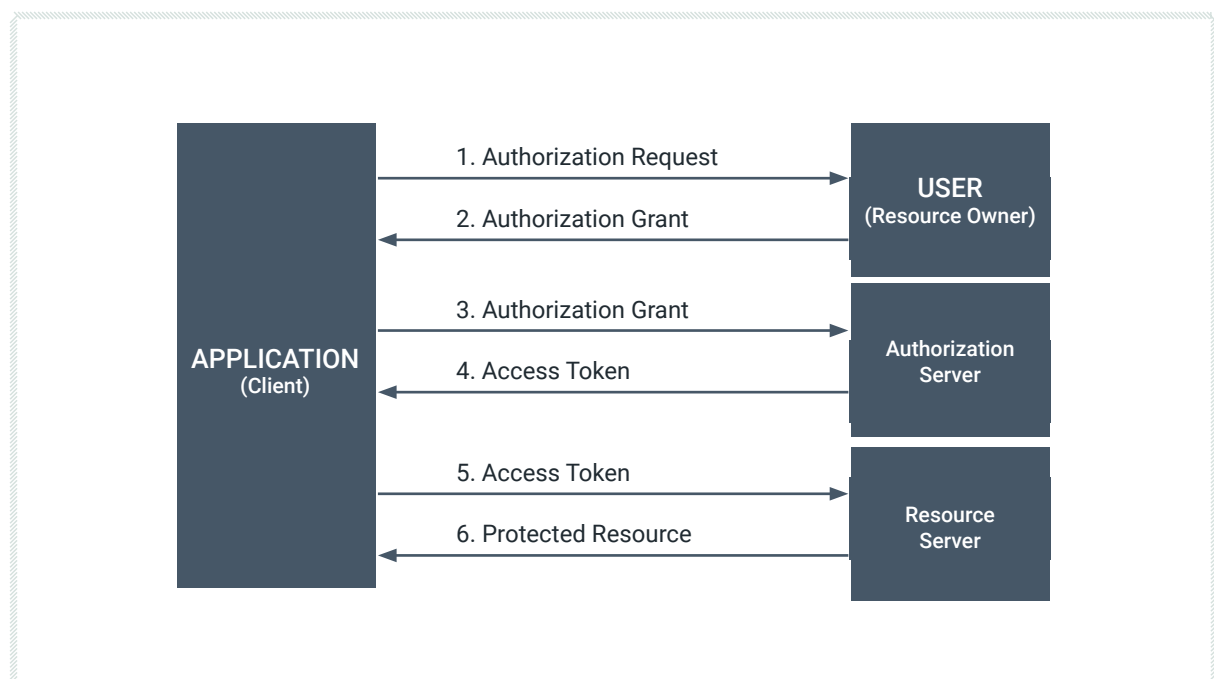 1. Authorization Request
USER
(Resource Owner)
2. Authorization Grant
3. Authorization Grant
APPLICATION
(Client)
Authorization
Server
4. Access Token
5. Access Token
Resource
Server
6. Protected Resource